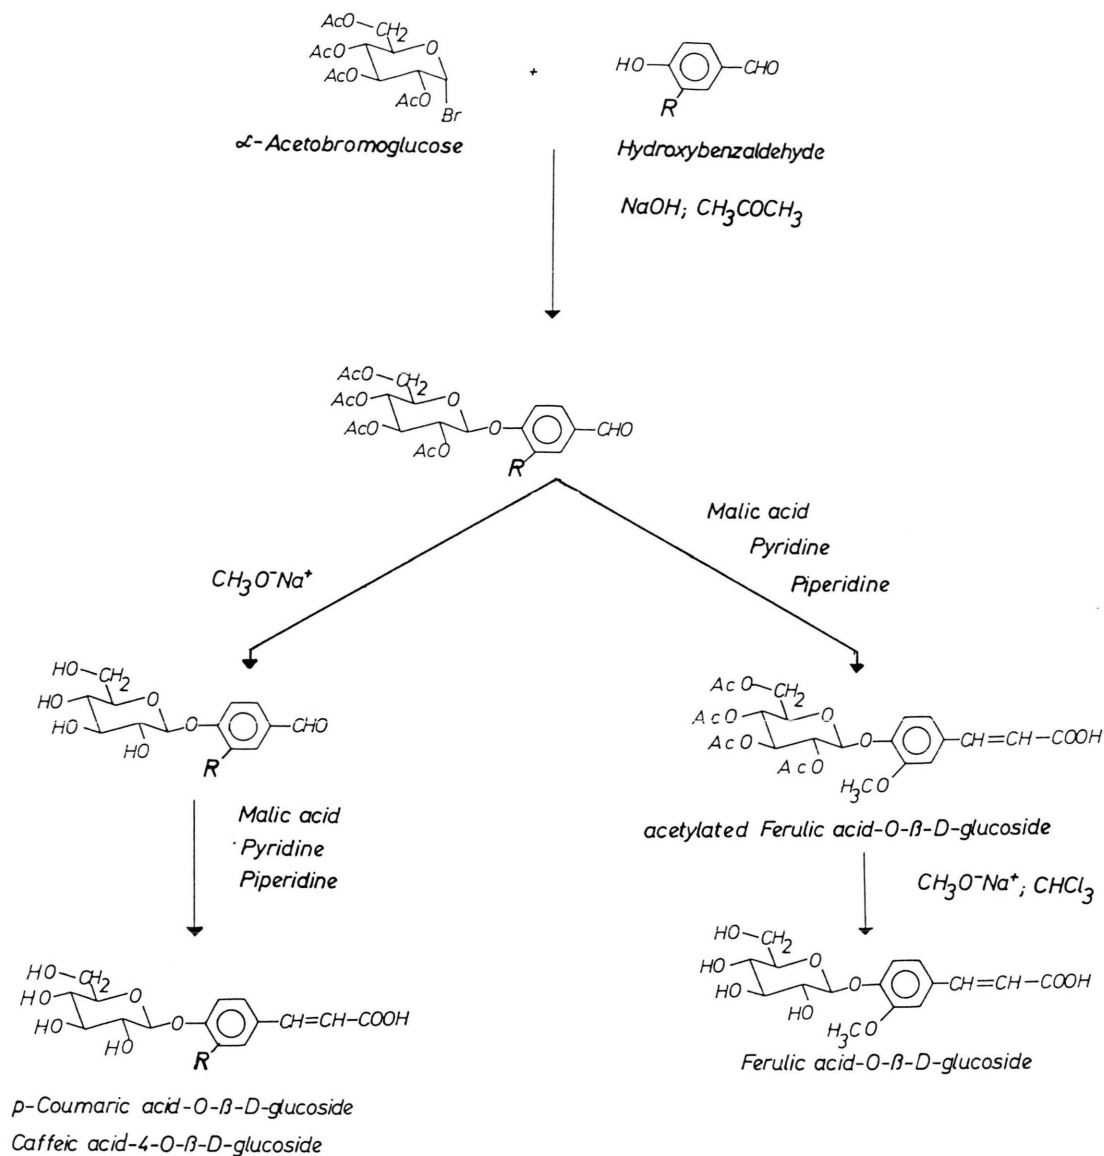 AcO-CH2
AcO
AcO
AcO
O
Br
+
HO
CHO
R
α-Acetobromoglucose
Hydroxybenzaldehyde
NaOH; CH3COCH3
AcO-CH2
AcO
AcO
AcO
O
O
CHO
R
Malic acid
Pyridine
Piperidine
CH3O-Na+
HO-CH2
HO
HO
HO
O
O
CHO
R
AcO-CH2
AcO
AcO
AcO
O
O
CH=CH-COOH
H3CO
Malic acid
Pyridine
Piperidine
acetylated Ferulic acid-O-β-D-glucoside
CH3O-Na+; CHCl3
HO-CH2
HO
HO
HO
O
O
CH=CH-COOH
R
HO-CH2
HO
HO
HO
O
O
CH=CH-COOH
H3CO
Ferulic acid-O-β-D-glucoside
p-Coumaric acid-O-β-D-glucoside
Caffeic acid-4-O-β-D-glucoside